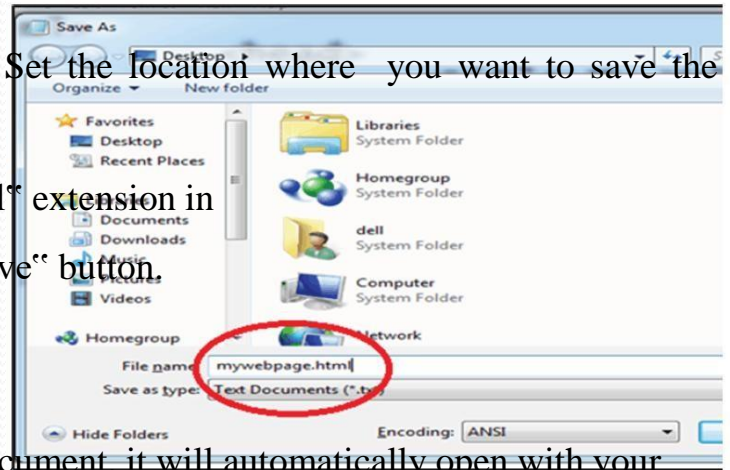 Save As
Desktop
Set the location where you want to save the
Organize New folder
Favorites
Desktop
Recent Places
Libraries
System Folder
Homegroup
System Folder
l" extension in
Libraries
Documents
Downloads
dell
System Folder
ve" button.
Music
Pictures
Videos
Computer
System Folder
Homegroup
Network
File name: mywebpage.html
Save as type: Text Documents (*.txt)
Hide Folders
Encoding: ANSI
cument, it will automatically open with your